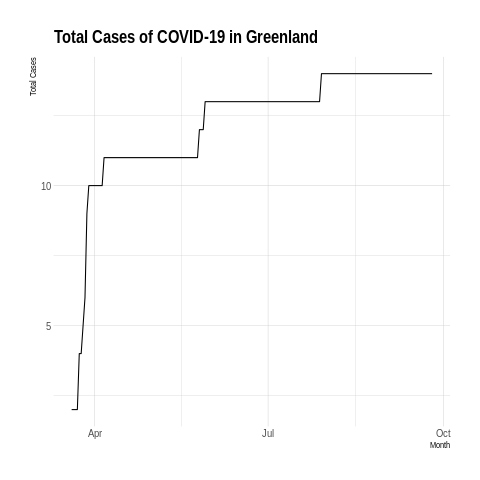 Total Cases of COVID-19 in Greenland
Total Cases
10
5
Apr
Jul
Oct
Month